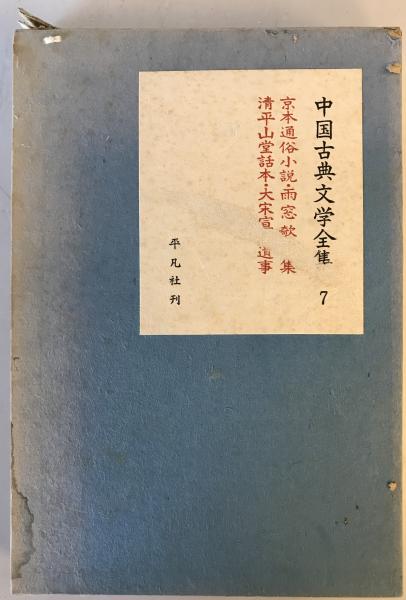 中国古典文学全集 7
京本通俗小説・雨窓欹 集
清平山堂話本・大宋宣 遺事
平凡社刊